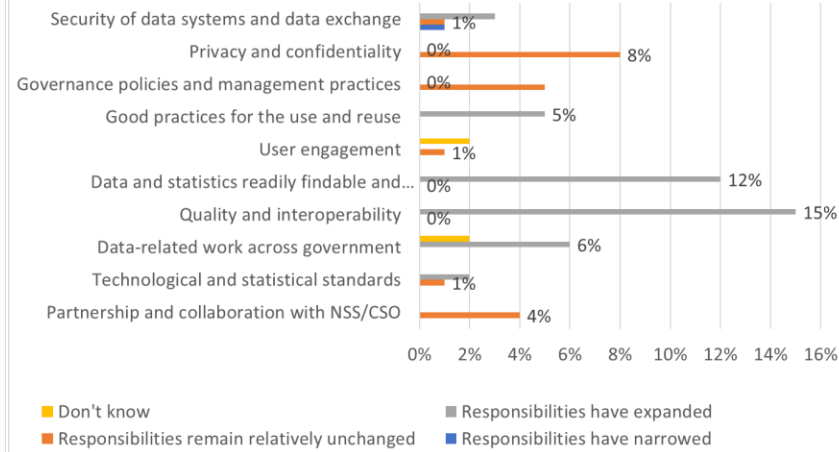 Security of data systems and data exchange 1%
Privacy and confidentiality 0% 8%
Governance policies and management practices 0%
Good practices for the use and reuse 5%
User engagement 1%
Data and statistics readily findable and... 0% 12%
Quality and interoperability 0% 15%
Data-related work across government 6%
Technological and statistical standards 1%
Partnership and collaboration with NSS/CSO 4%
0% 2% 4% 6% 8% 10% 12% 14% 16%
Don't know Responsibilities have expanded
Responsibilities remain relatively unchanged Responsibilities have narrowed